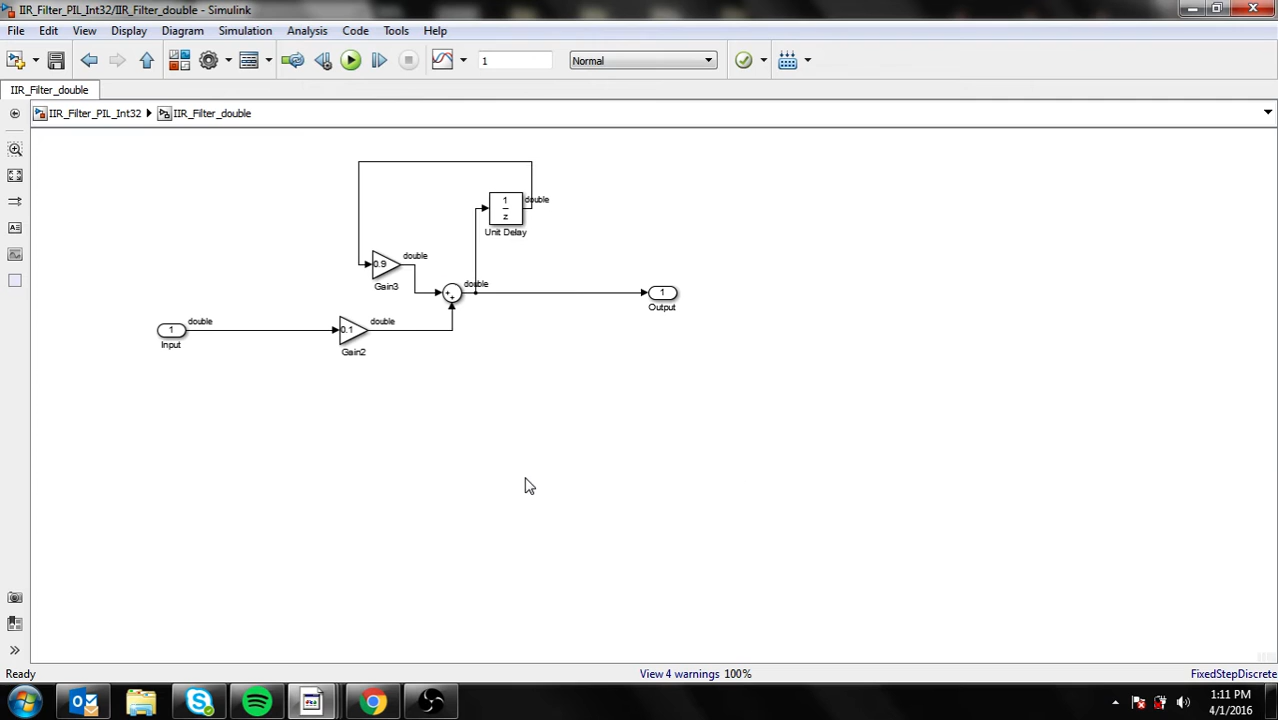 IIR_Filter_PIL_Int32/IIR_Filter_double - Simulink
File Edit View Display Diagram Simulation Analysis Code Tools Help
1 Normal
IIR_Filter_double
IIR_Filter_PIL_Int32 IIR_Filter_double
1
z
double
Unit Delay
double
0.9
Gain3
double
+
+
1
Output
double
1
Input
double
0.1
Gain2
Ready View 4 warnings 100% FixedStepDiscrete
1:11 PM
4/1/2016